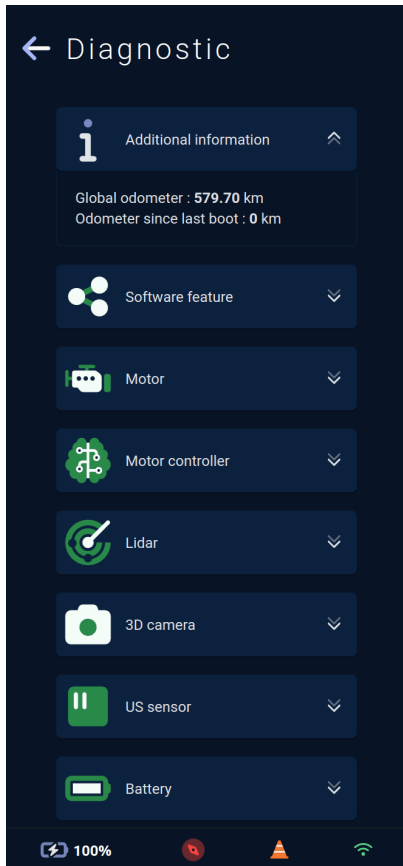 Diagnostic
Additional information
Global odometer : 579.70 km
Odometer since last boot : 0 km
Software feature
Motor
Motor controller
Lidar
3D camera
US sensor
Battery
100%